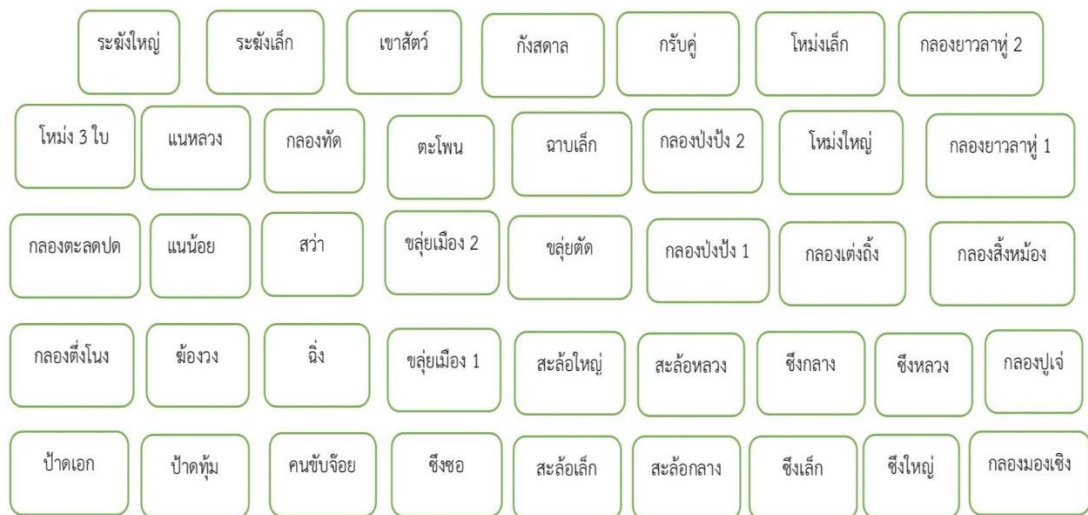 ระฆังใหญ่ ระฆังเล็ก เขาสัตว์ กังสดาล กรับคู่ โหม่งเล็ก กลองยาวลาหู่ 2
โหม่ง 3 ใบ แนหลวง กลองทัด ตะโพน ฉาบเล็ก กลองปงปัง 2 โหม่งใหญ่ กลองยาวลาหู่ 1
กลองตะลดปด แนน้อย สว่า ขลุ่ยเมือง 2 ขลุ่ยตัด กลองปงปัง 1 กลองเต่งถิ้ง กลองสิ้งหม้อง
กลองตึ่งโนง ฆ้องวง ฉิ่ง ขลุ่ยเมือง 1 สะล้อใหญ่ สะล้อหลวง ซึงกลาง ซึงหลวง กลองปูเจ่
ป้าดเอก ป้าดทุ้ม คนขับจ๊อย ซึงซอ สะล้อเล็ก สะล้อกลาง ซึงเล็ก ซึงใหญ่ กลองมองเชิง